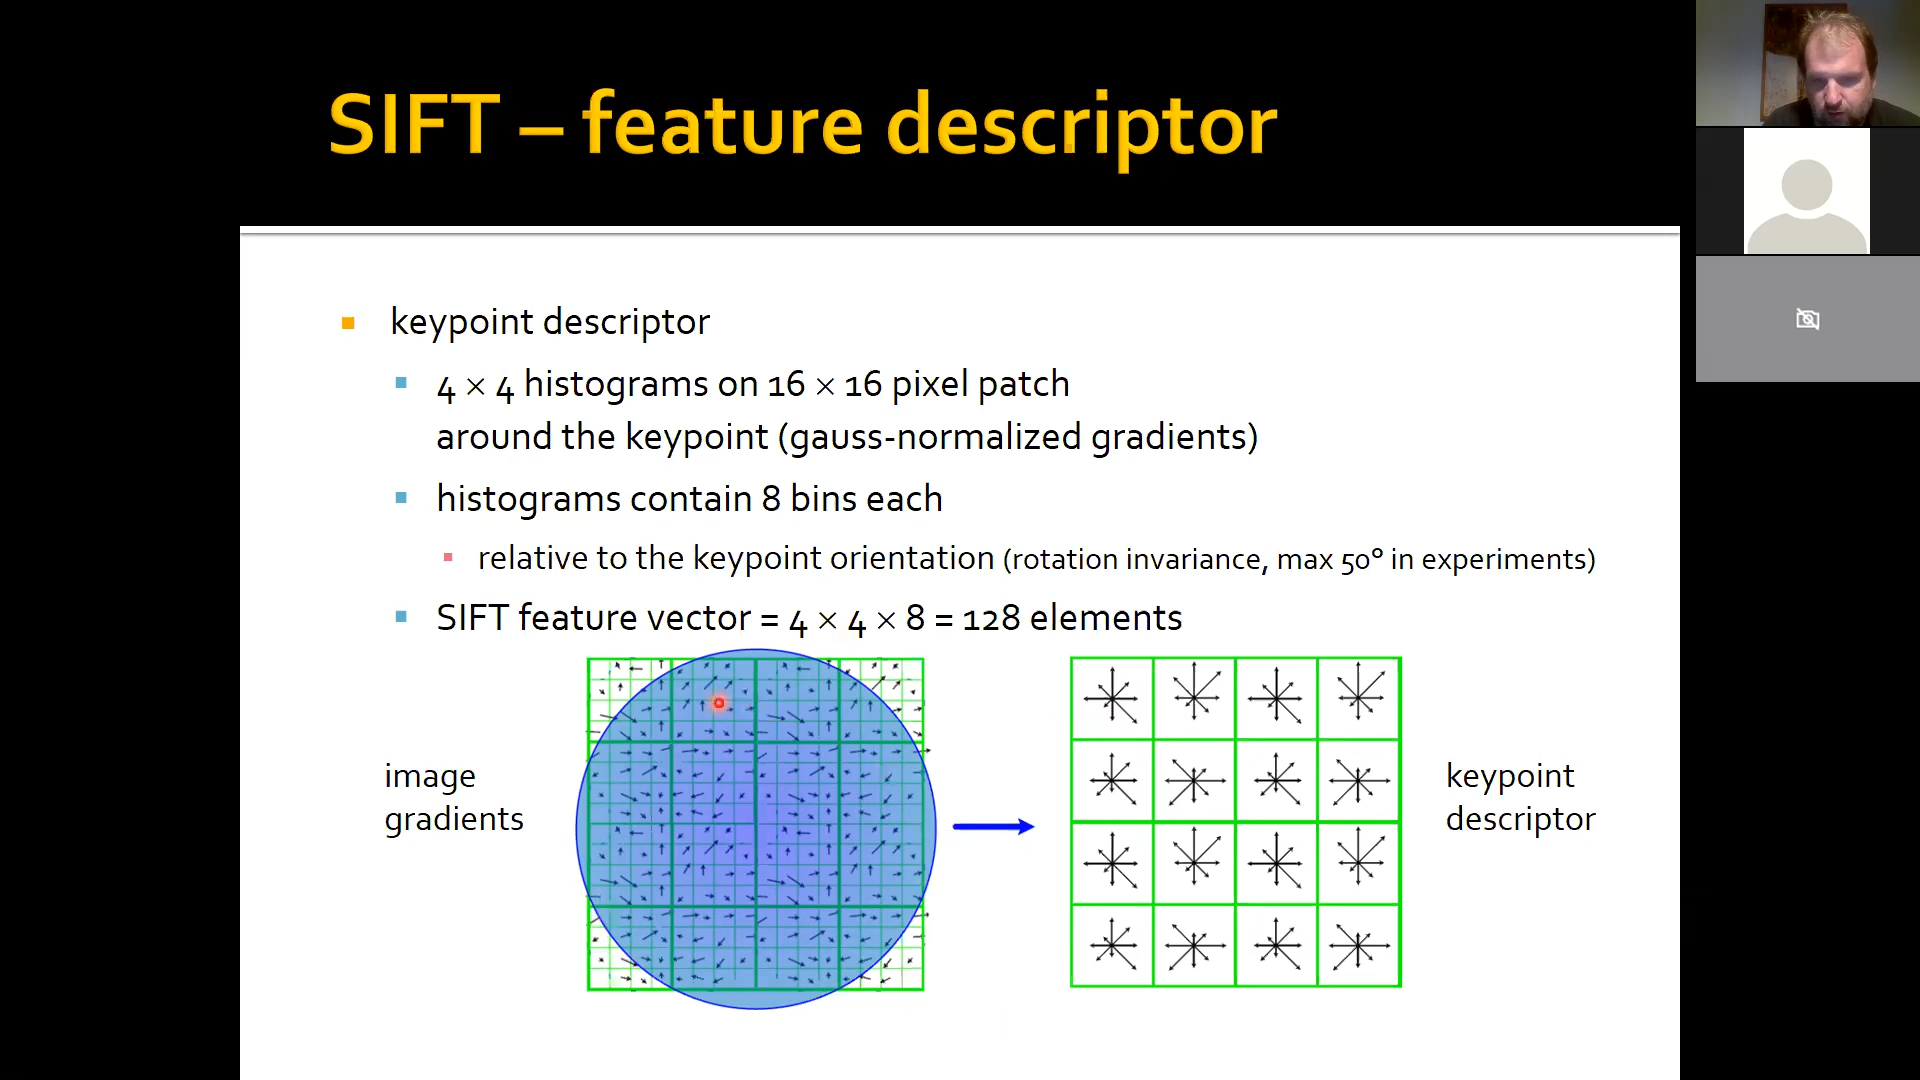 SIFT – feature descriptor
keypoint descriptor
4 × 4 histograms on 16 × 16 pixel patch
around the keypoint (gauss-normalized gradients)
histograms contain 8 bins each
relative to the keypoint orientation (rotation invariance, max 50° in experiments)
SIFT feature vector = 4 × 4 × 8 = 128 elements
image
gradients
keypoint
descriptor